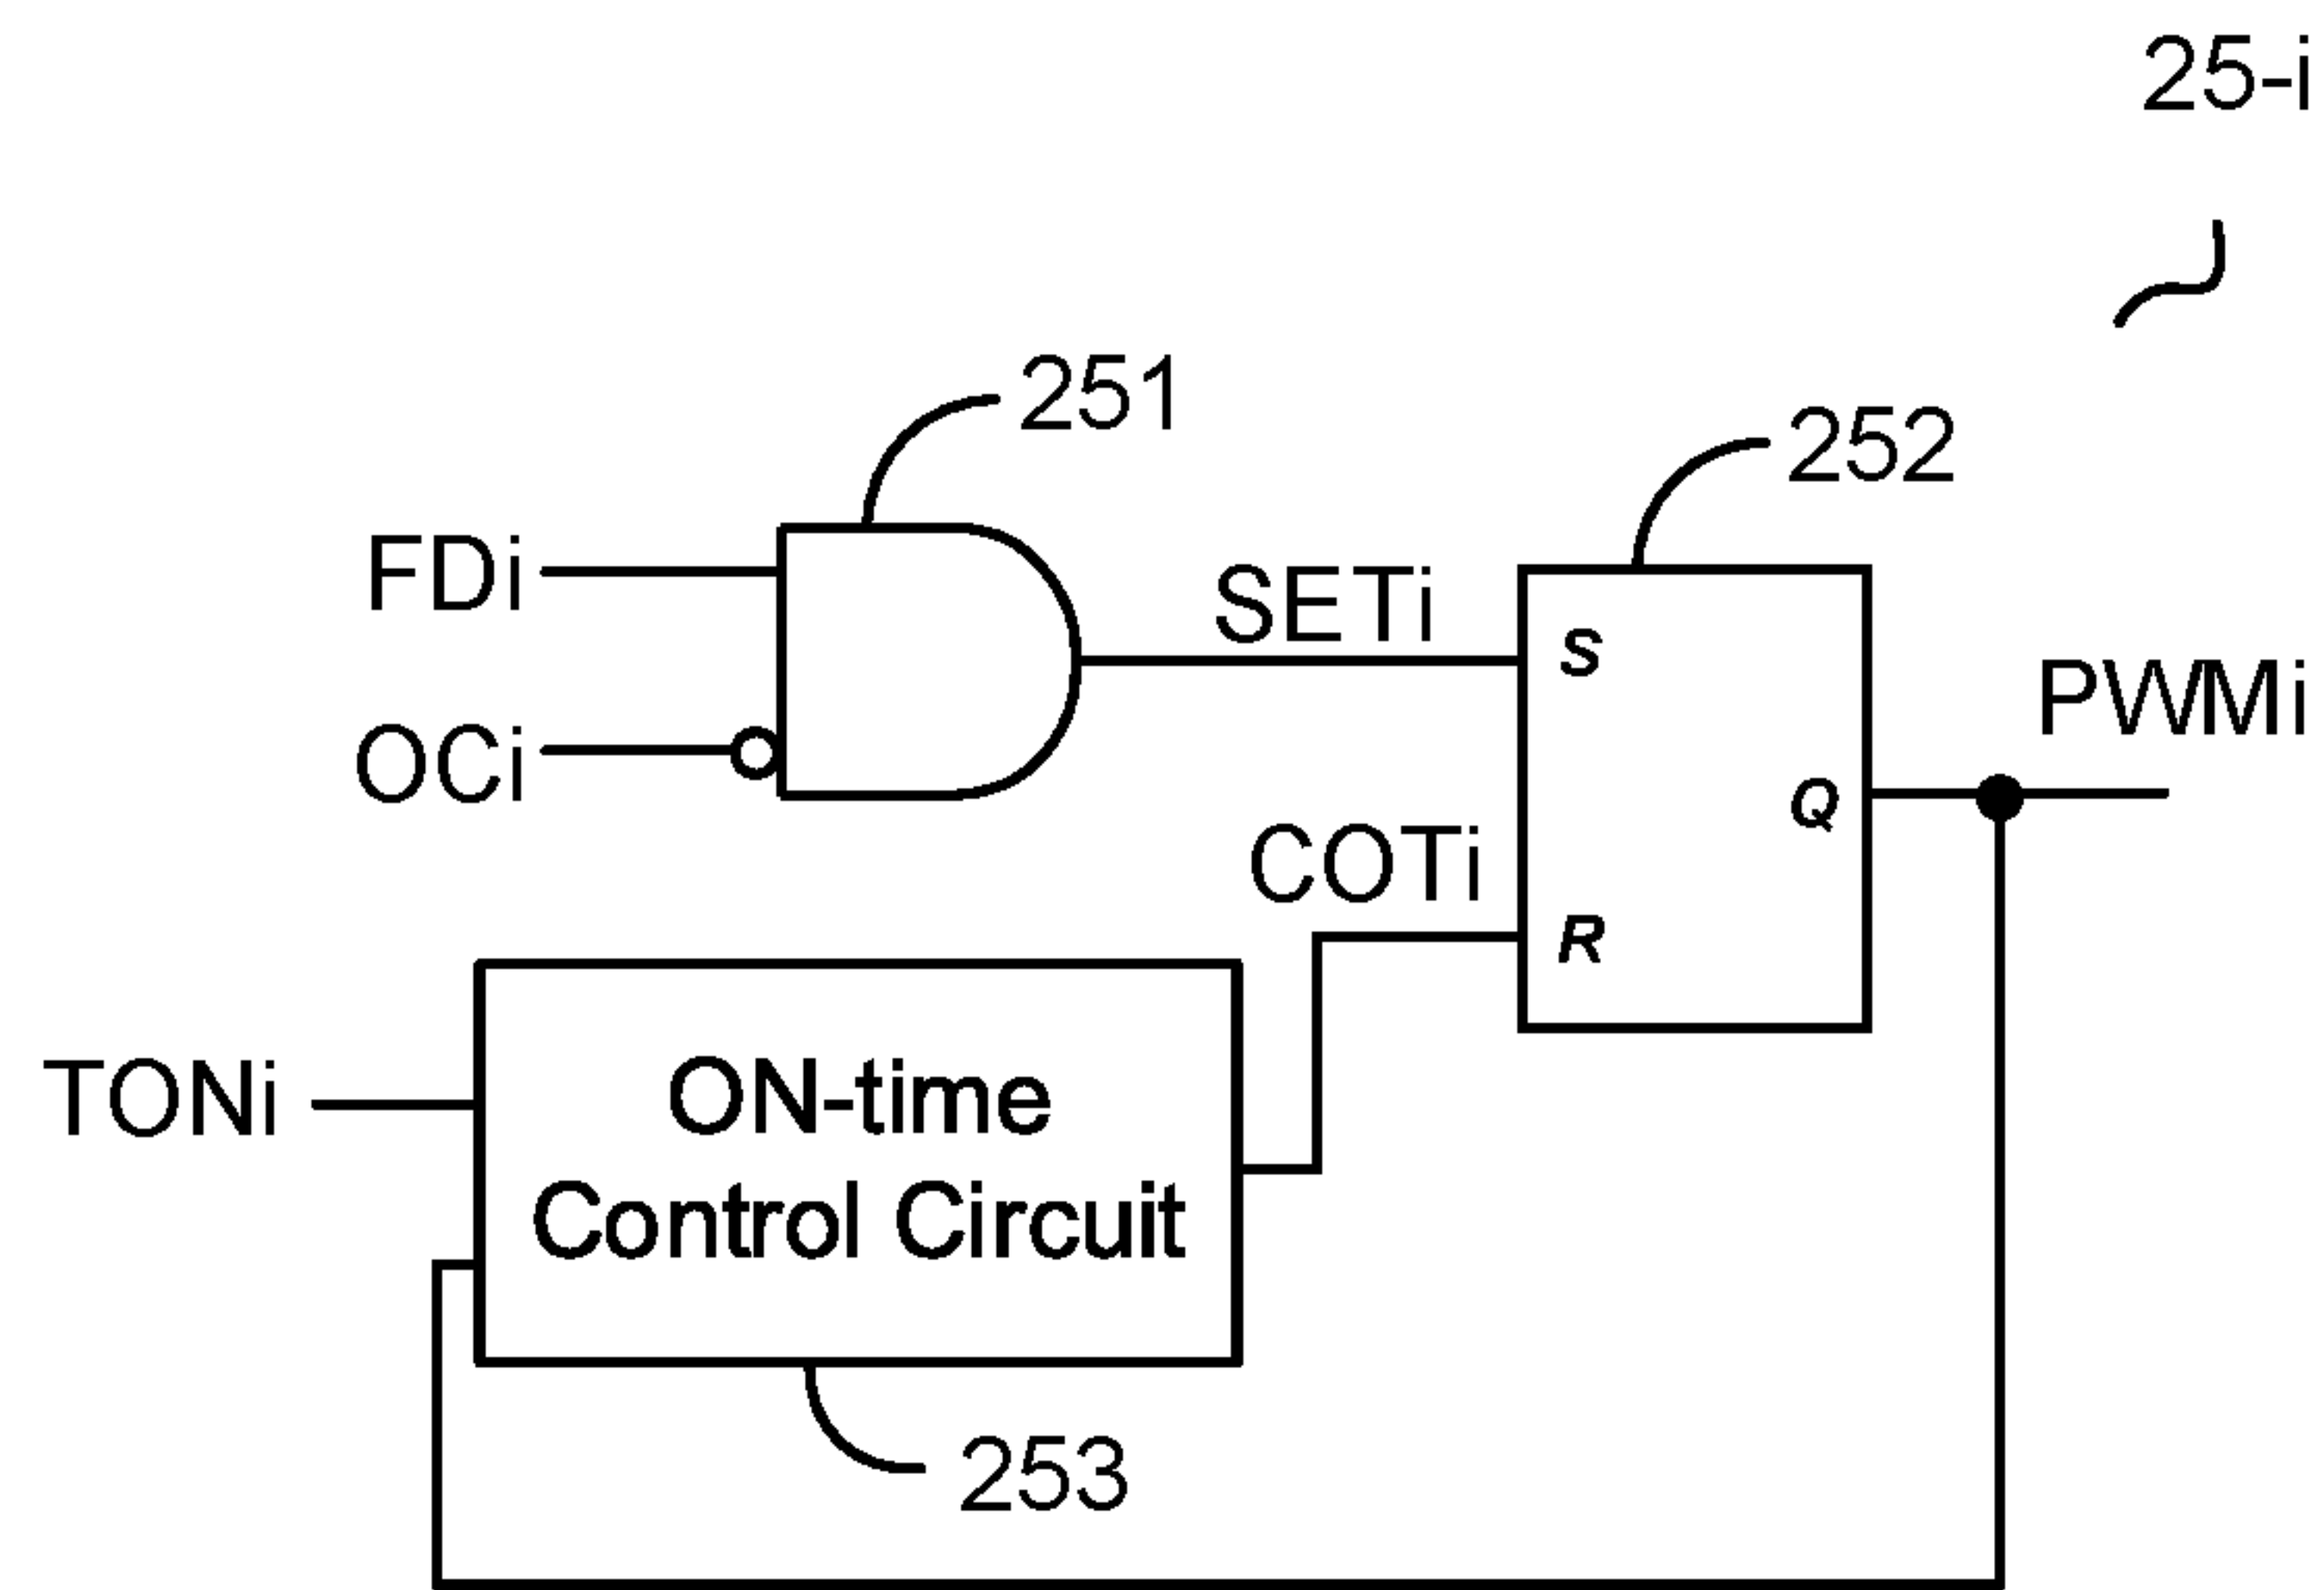 25-i
251
252
FDi
SETi
S
OCi
PWMi
Q
COTi
R
TONi
ON-time
Control Circuit
253